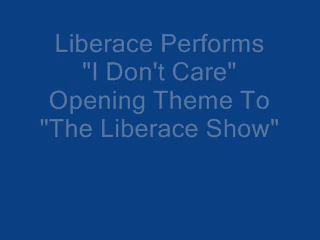 Liberace Performs
"I Don't Care"
Opening Theme To
"The Liberace Show"